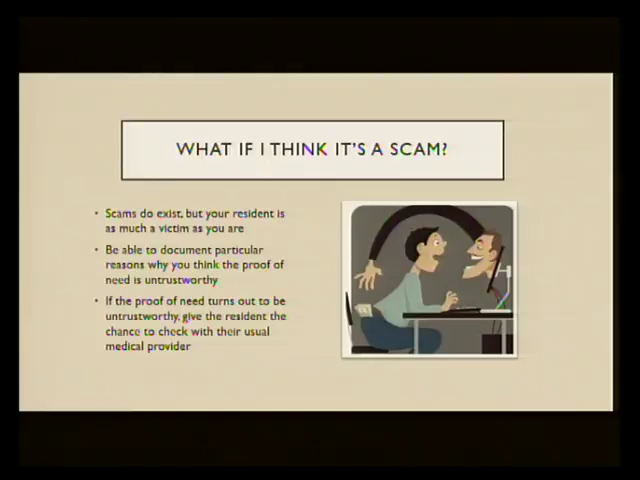 WHAT IF I THINK IT'S A SCAM?
• Scams do exist, but your resident is
as much a victim as you are
• Be able to document particular
reasons why you think the proof of
need is untrustworthy
• If the proof of need turns out to be
untrustworthy, give the resident the
chance to check with their usual
medical provider